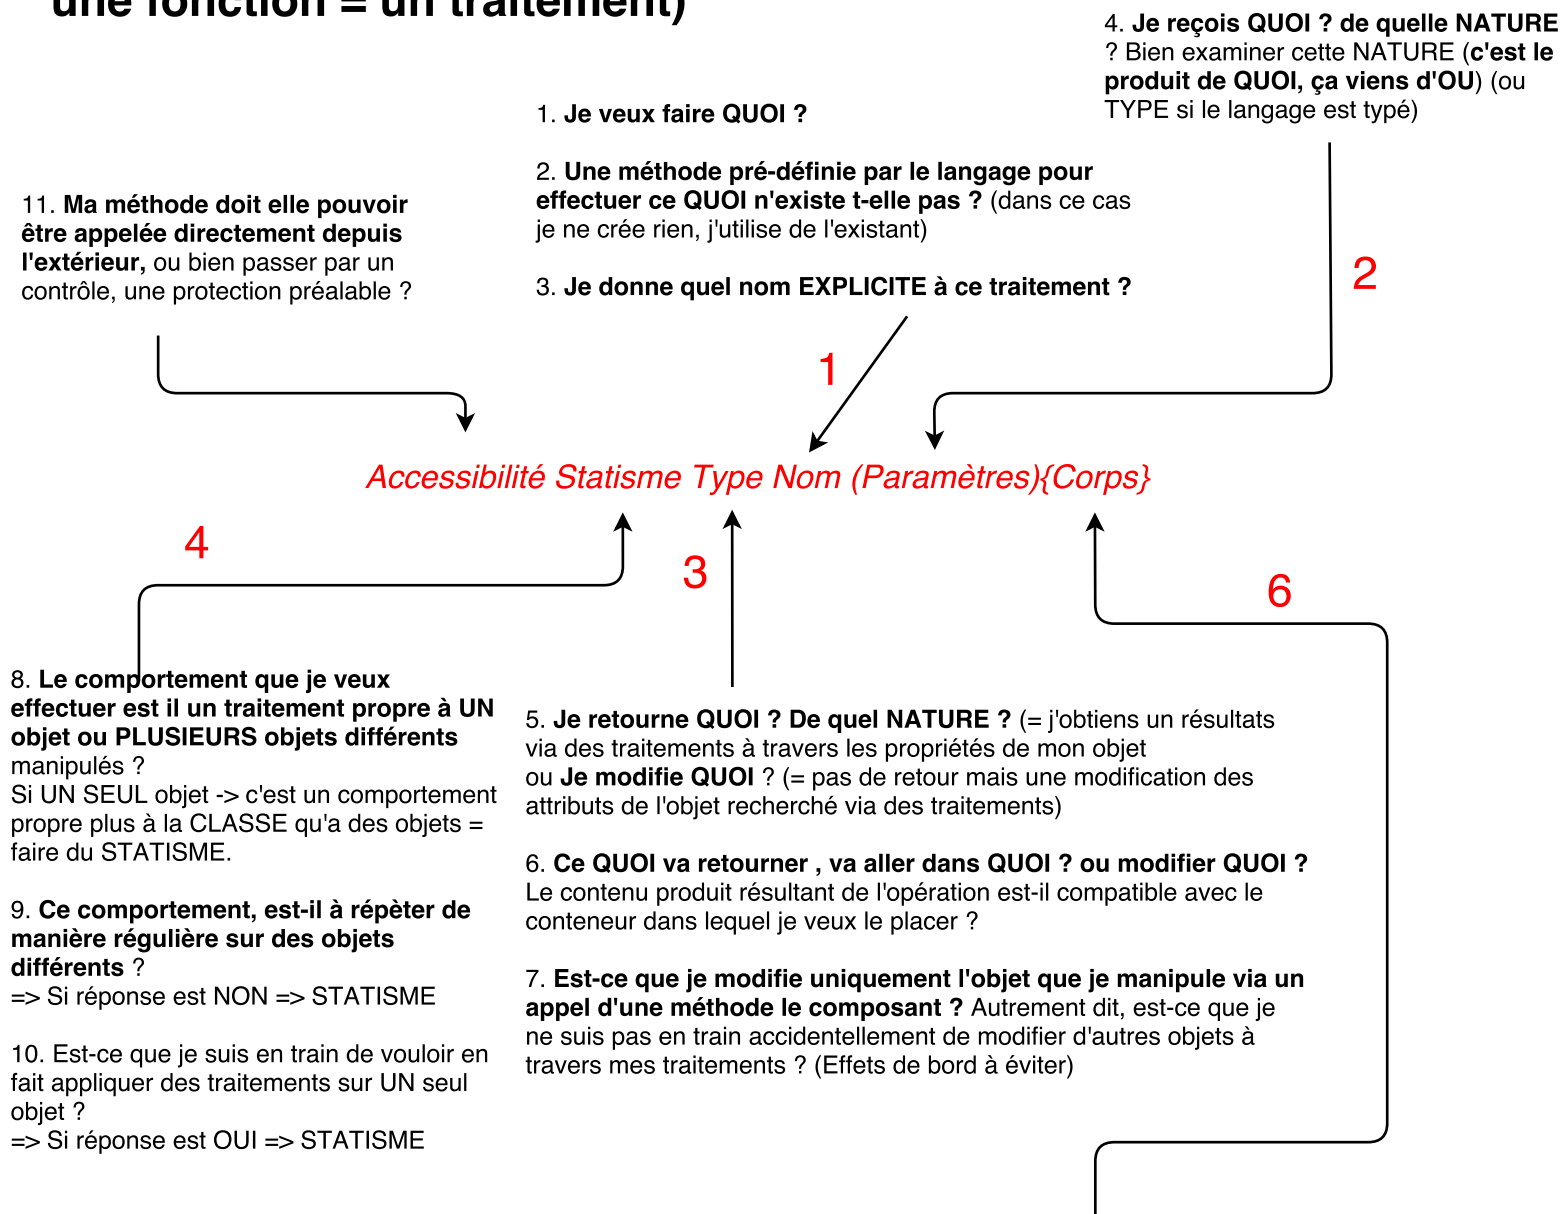 une fonction = un traitement)
4. Je reçois QUOI ? de quelle NATURE
? Bien examiner cette NATURE (c'est le
produit de QUOI, ça viens d'OU) (ou
TYPE si le langage est typé)
1. Je veux faire QUOI ?
2. Une méthode pré-définie par le langage pour
effectuer ce QUOI n'existe t-elle pas ? (dans ce cas
je ne crée rien, j'utilise de l'existant)
3. Je donne quel nom EXPLICITE à ce traitement ?
11. Ma méthode doit elle pouvoir
être appelée directement depuis
l'extérieur, ou bien passer par un
contrôle, une protection préalable ?
2
1
Accessibilité Statisme Type Nom (Paramètres){Corps}
4
3
6
8. Le comportement que je veux
effectuer est il un traitement propre à UN
objet ou PLUSIEURS objets différents
manipulés ?
Si UN SEUL objet -> c'est un comportement
propre plus à la CLASSE qu'a des objets =
faire du STATISME.
9. Ce comportement, est-il à répèter de
manière régulière sur des objets
différents ?
=> Si réponse est NON => STATISME
10. Est-ce que je suis en train de vouloir en
fait appliquer des traitements sur UN seul
objet ?
=> Si réponse est OUI => STATISME
5. Je retourne QUOI ? De quel NATURE ? (= j'obtiens un résultats
via des traitements à travers les propriétés de mon objet
ou Je modifie QUOI ? (= pas de retour mais une modification des
attributs de l'objet recherché via des traitements)
6. Ce QUOI va retourner , va aller dans QUOI ? ou modifier QUOI ?
Le contenu produit résultant de l'opération est-il compatible avec le
conteneur dans lequel je veux le placer ?
7. Est-ce que je modifie uniquement l'objet que je manipule via un
appel d'une méthode le composant ? Autrement dit, est-ce que je
ne suis pas en train accidentellement de modifier d'autres objets à
travers mes traitements ? (Effets de bord à éviter)